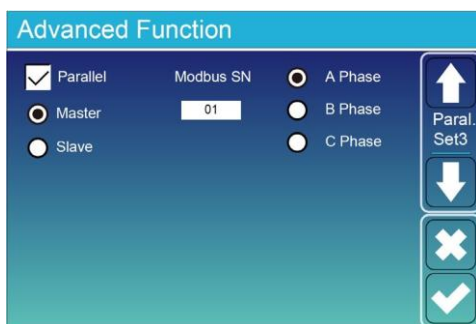 Advanced Function
Parallel
Modbus SN
A Phase
Master
01
B Phase
Slave
C Phase
Paral.
Set3